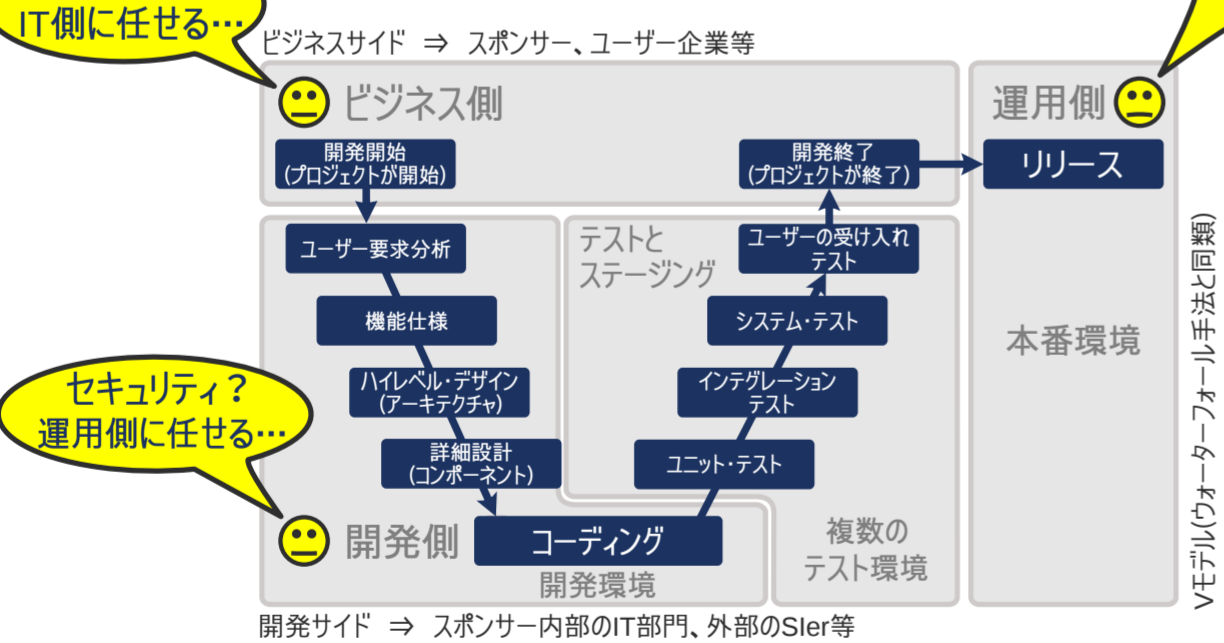 IT側に任せる…
ビジネスサイド ⇒ スポンサー、ユーザー企業等
ビジネス側
運用側
開発開始
(プロジェクトが開始)
開発終了
(プロジェクトが終了)
リリース
ユーザー要求分析
テストと
ステージング
ユーザーの受け入れ
テスト
機能仕様
システム・テスト
本番環境
セキュリティ？
運用側に任せる…
ハイレベル・デザイン
(アーキテクチャ)
インテグレーション
テスト
詳細設計
(コンポーネント)
ユニット・テスト
開発側
コーディング
開発環境
複数の
テスト環境
Vモデル(ウォーターフォール手法と同類)
開発サイド ⇒ スポンサー内部のIT部門、外部のSIer等